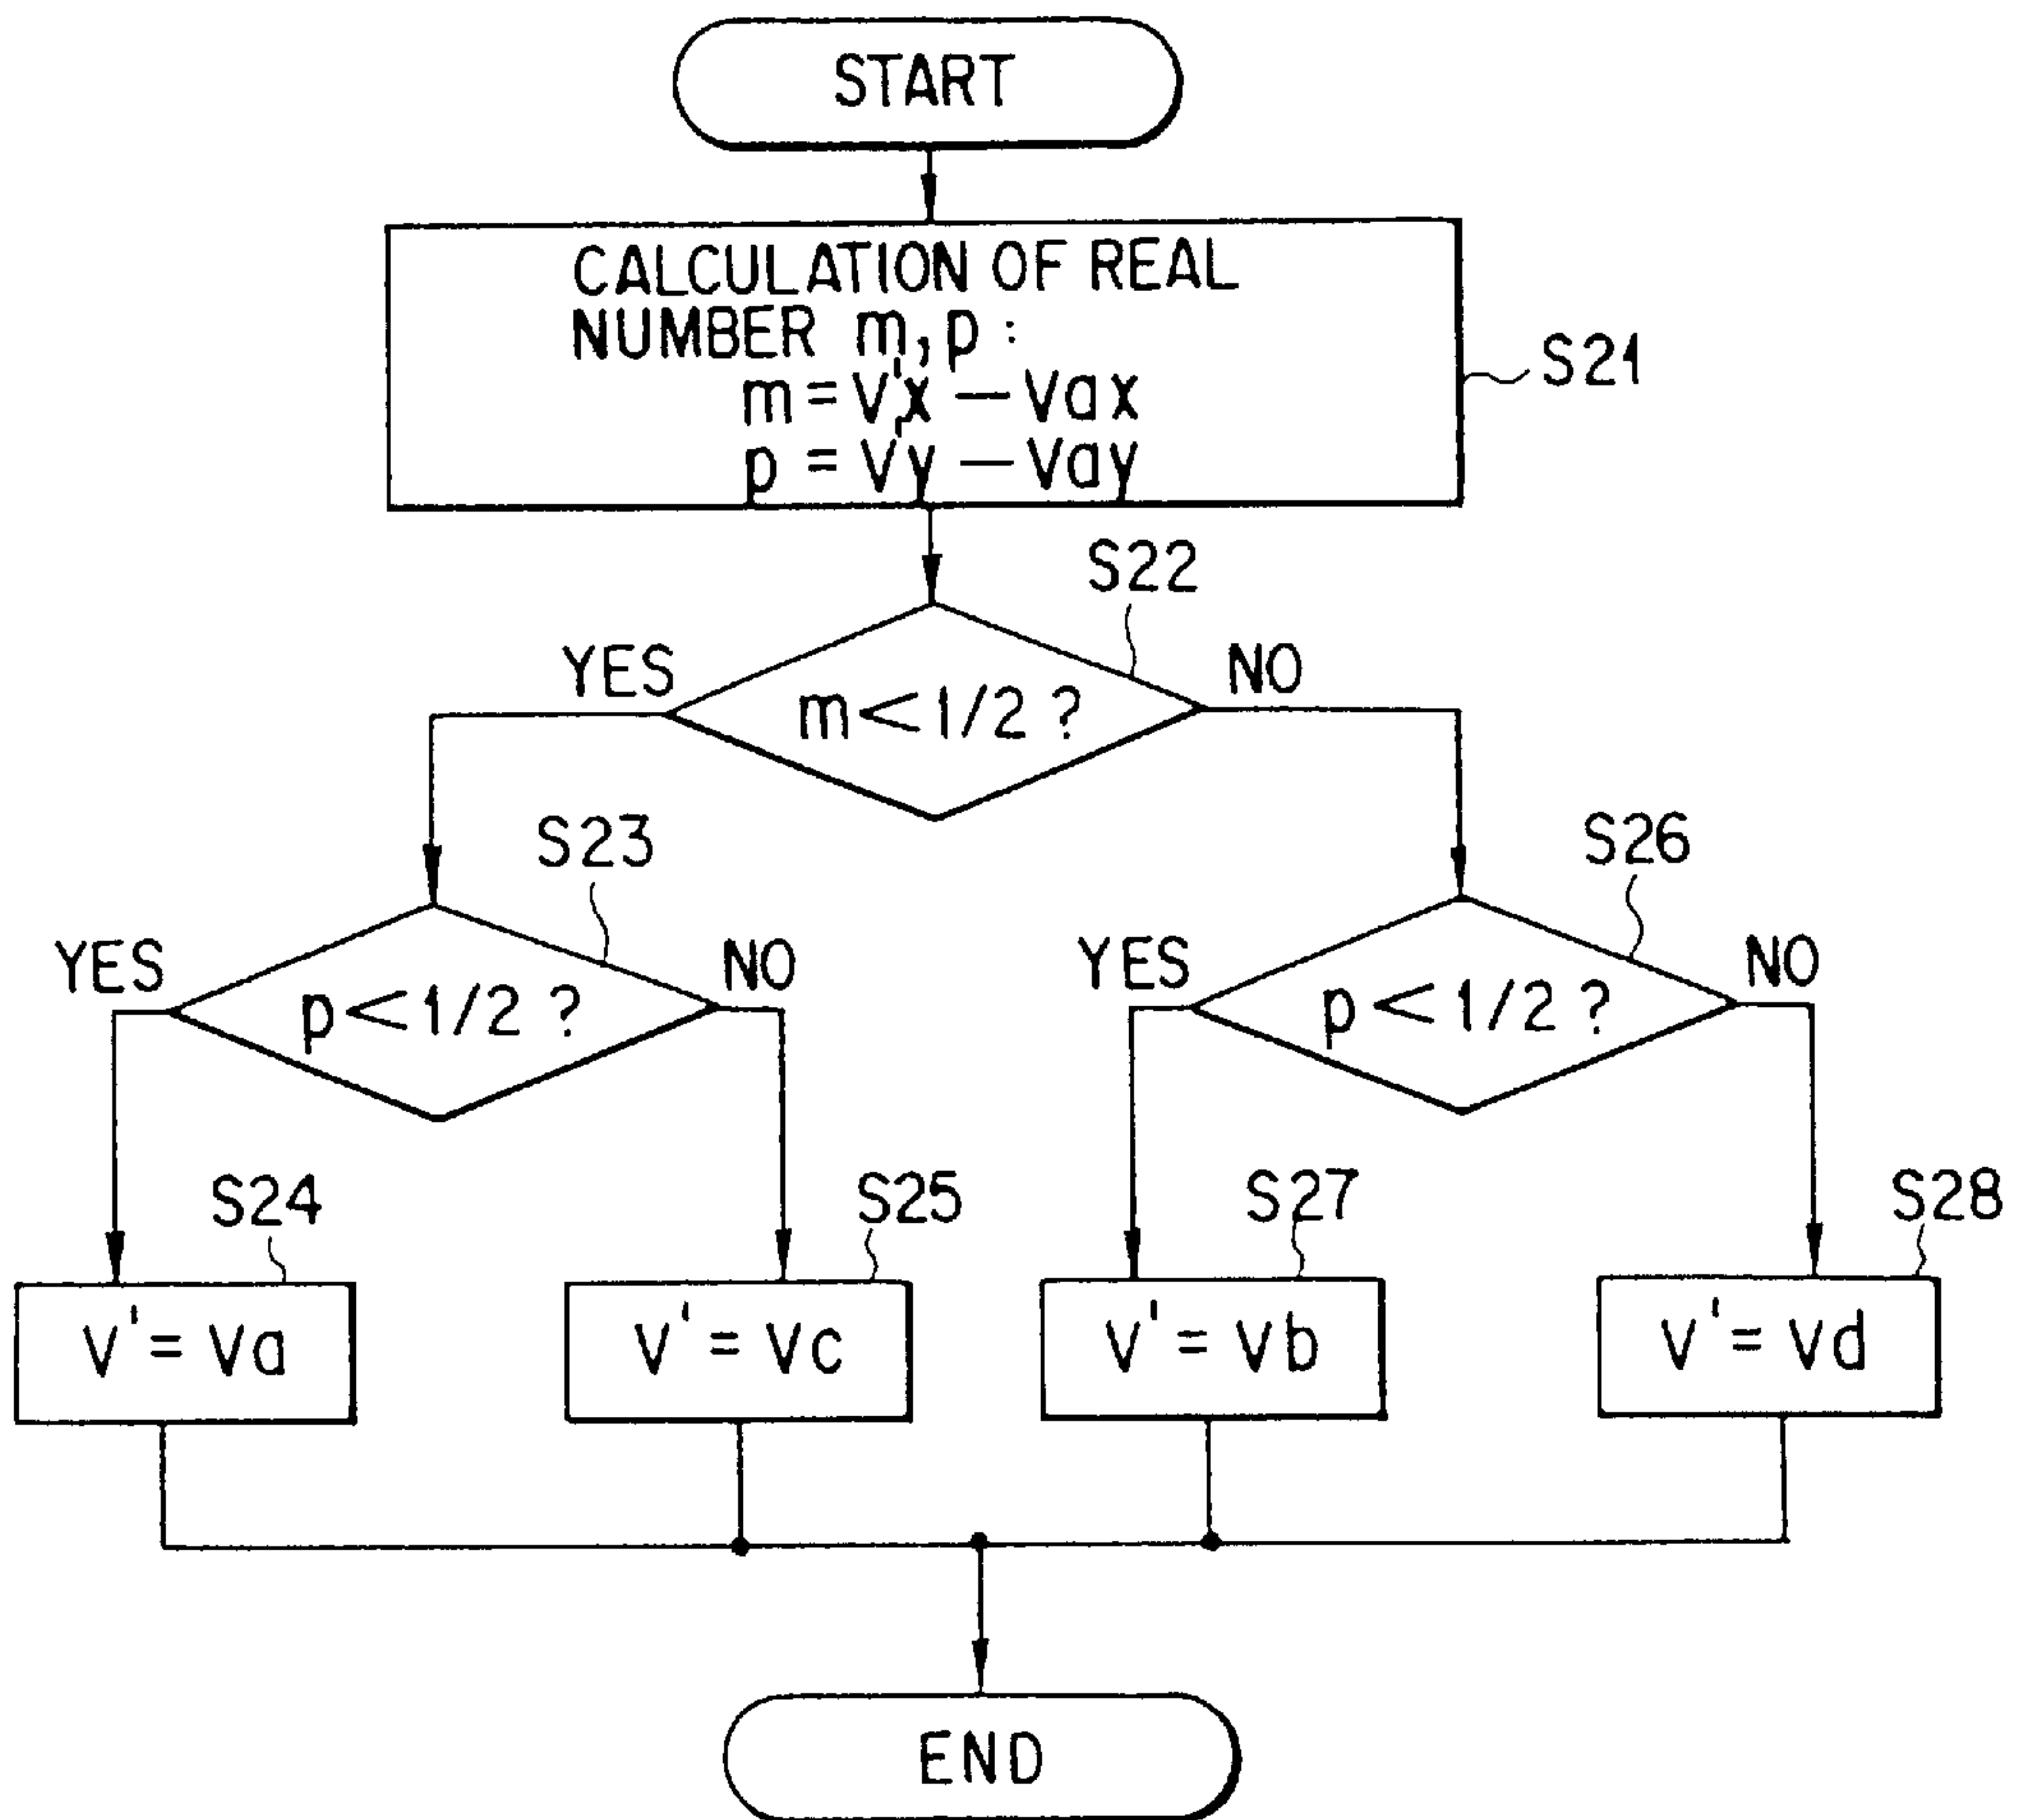 START
CALCULATION OF REAL
NUMBER m,p :
m = V'x — Vax
p = V'y — Vay
S21
S22
YES
NO
m < 1/2 ?
S23
S26
YES
NO
YES
NO
p < 1/2 ?
p < 1/2 ?
S24
S25
S27
S28
V' = Va
V' = Vc
V' = Vb
V' = Vd
END